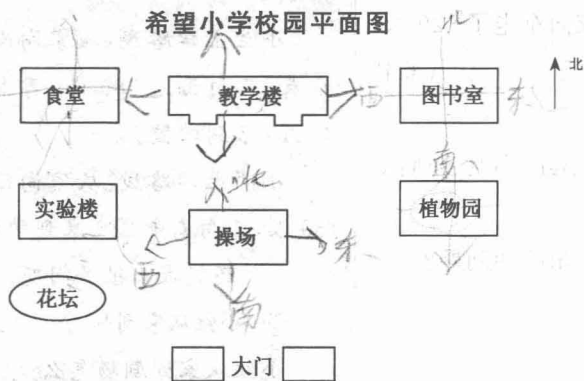 希望小学校园平面图
北
北
食堂
教学楼
西
图书室
东
南
北
实验楼
操场
植物园
西
东
花坛
南
大门